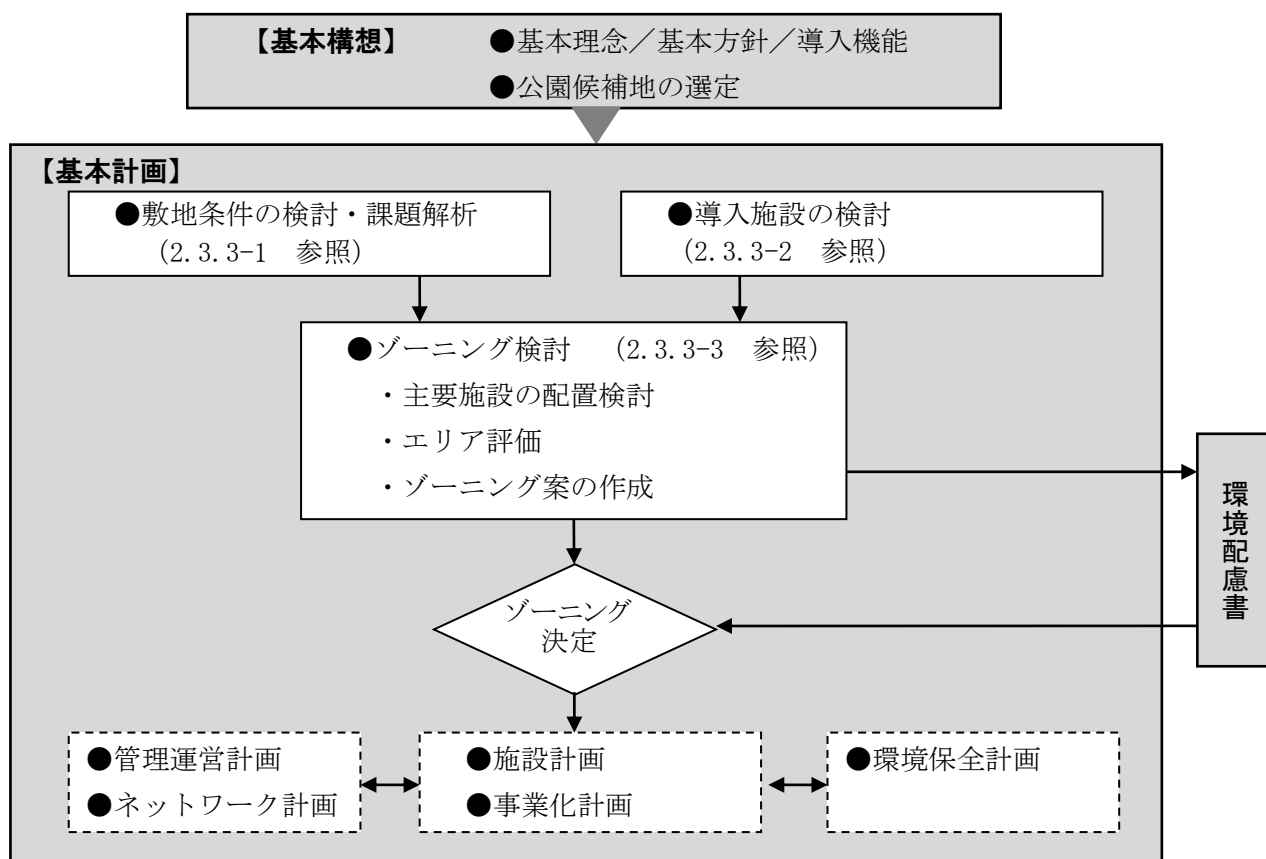 【基本構想】 ●基本理念／基本方針／導入機能
●公園候補地の選定
【基本計画】
●敷地条件の検討・課題解析
（2.3.3-1 参照）
●導入施設の検討
（2.3.3-2 参照）
●ゾーニング検討 （2.3.3-3 参照）
・主要施設の配置検討
・エリア評価
・ゾーニング案の作成
環境配慮書
ゾーニング
決定
●管理運営計画
●ネットワーク計画
●施設計画
●事業化計画
●環境保全計画